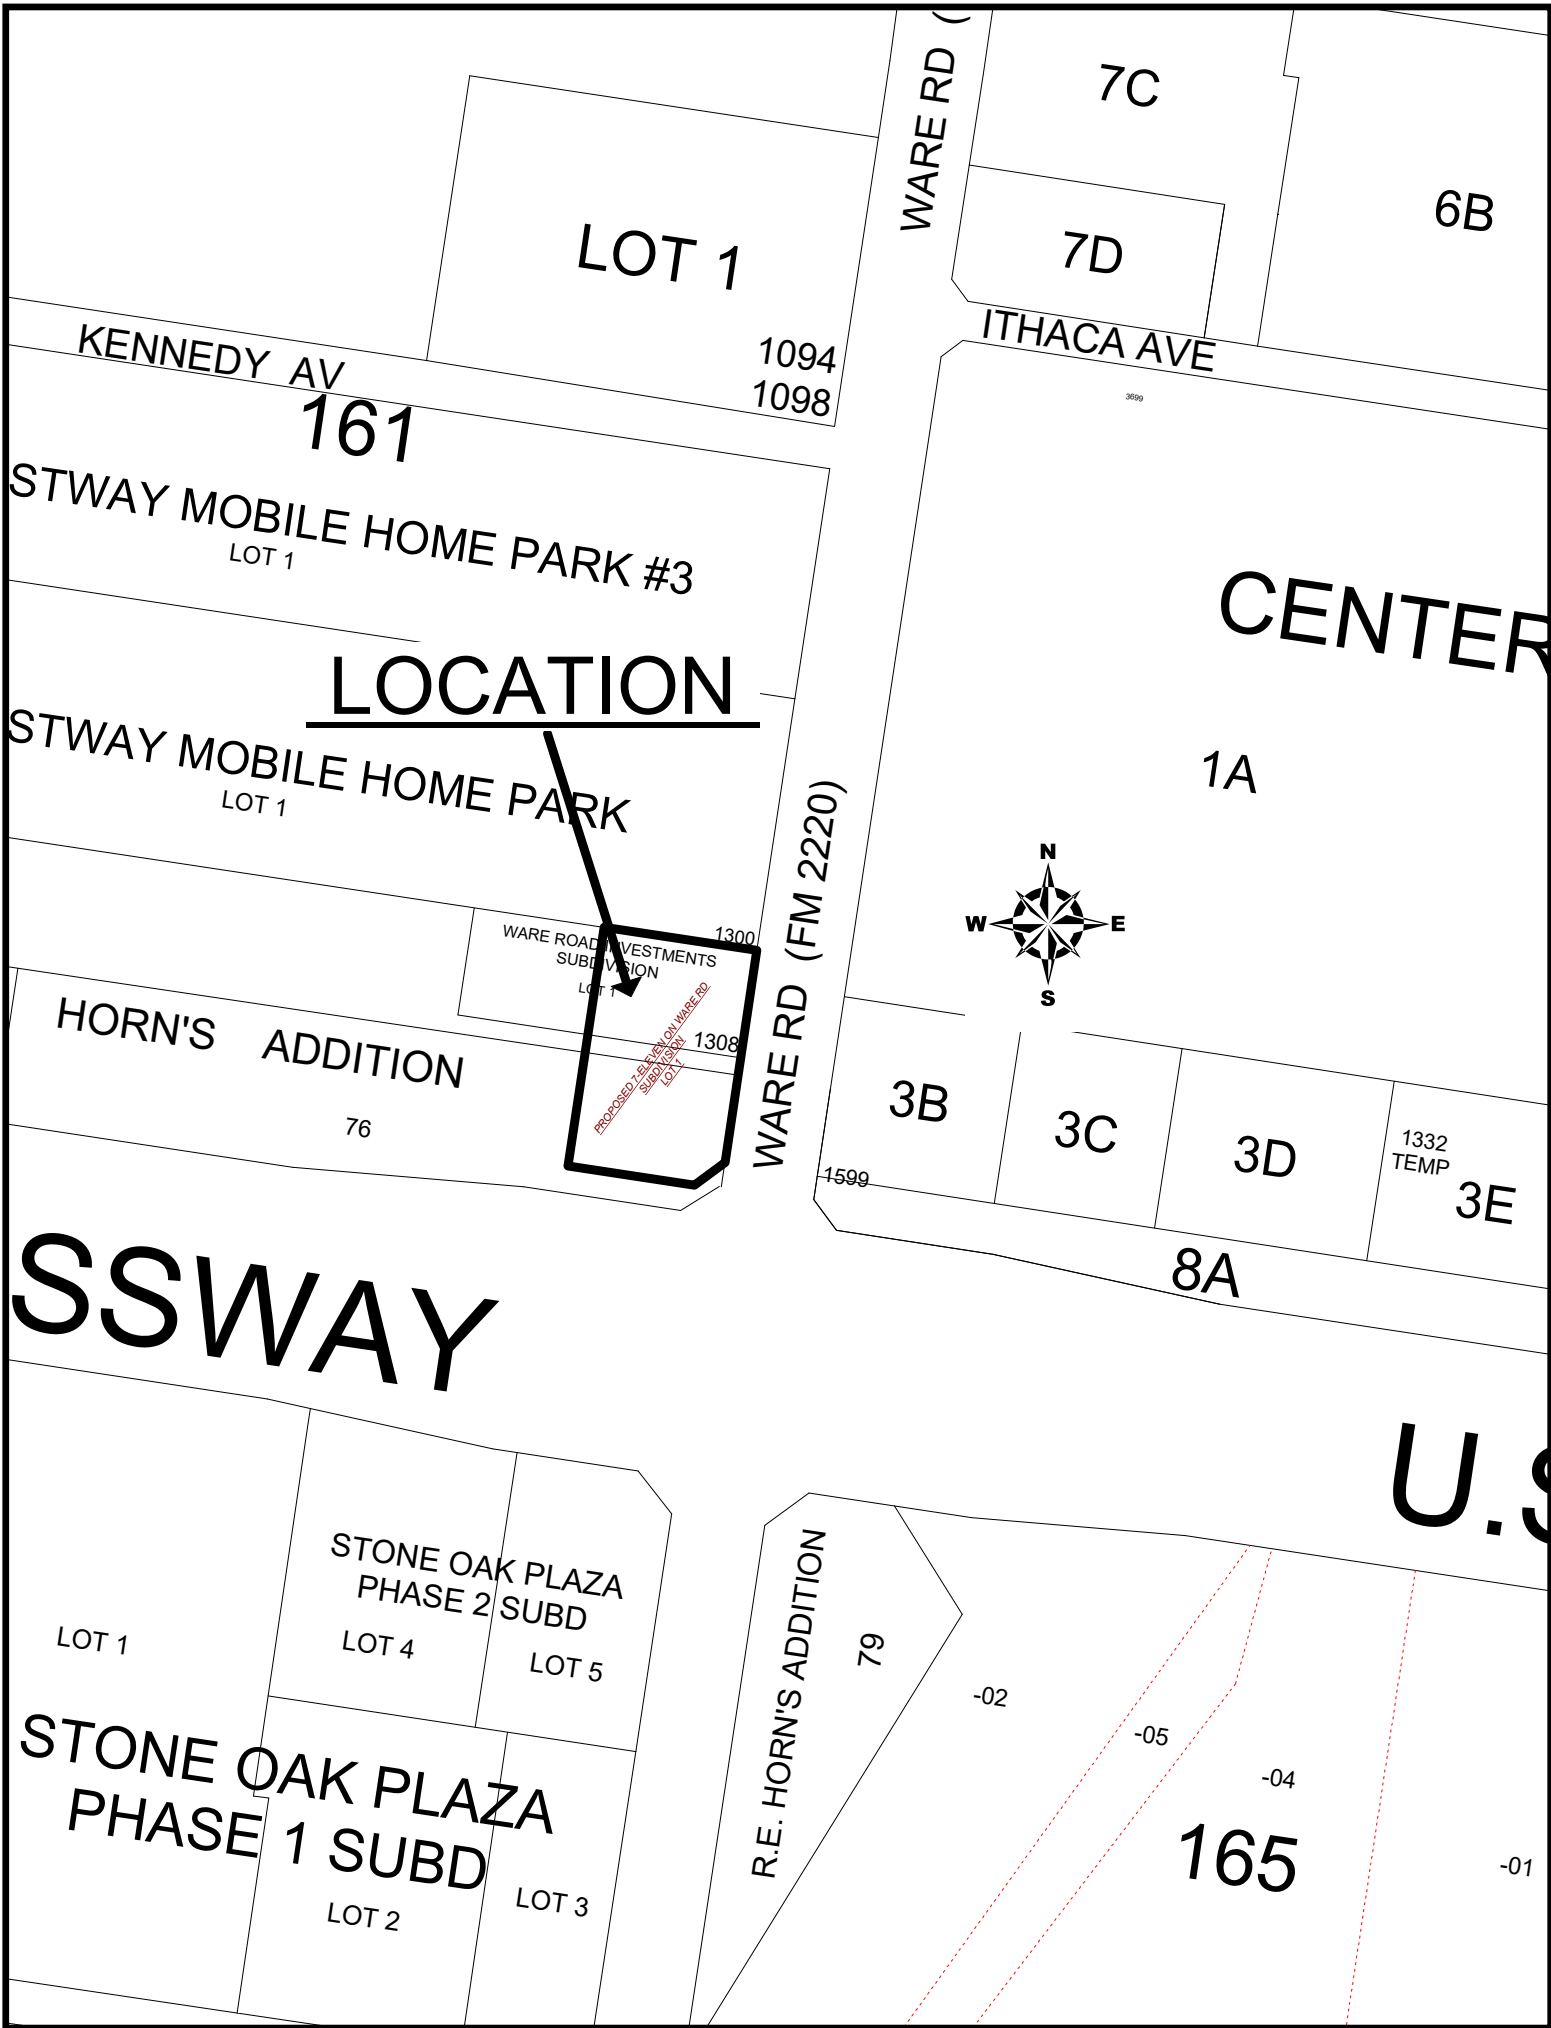 WARE RD (
7C
6B
7D
LOT 1
1094
1098
ITHACA AVE
3699
KENNEDY AV
161
STWAY MOBILE HOME PARK #3
LOT 1
CENTER
LOCATION
STWAY MOBILE HOME PARK
LOT 1
1A
WARE RD (FM 2220)
N
W
E
S
WARE ROAD INVESTMENTS
SUBDIVISION
LOT 1
1300
1308
PROPOSED 7-ELEVEN ON WARE RD
SUBDIVISION
LOT 1
HORN'S ADDITION
76
3B
3C
3D
1332
TEMP
3E
1599
8A
SSWAY
U.S
STONE OAK PLAZA
PHASE 2 SUBD
LOT 1
LOT 4
LOT 5
R.E. HORN'S ADDITION
79
-02
-05
-04
165
-01
STONE OAK PLAZA
PHASE 1 SUBD
LOT 2
LOT 3